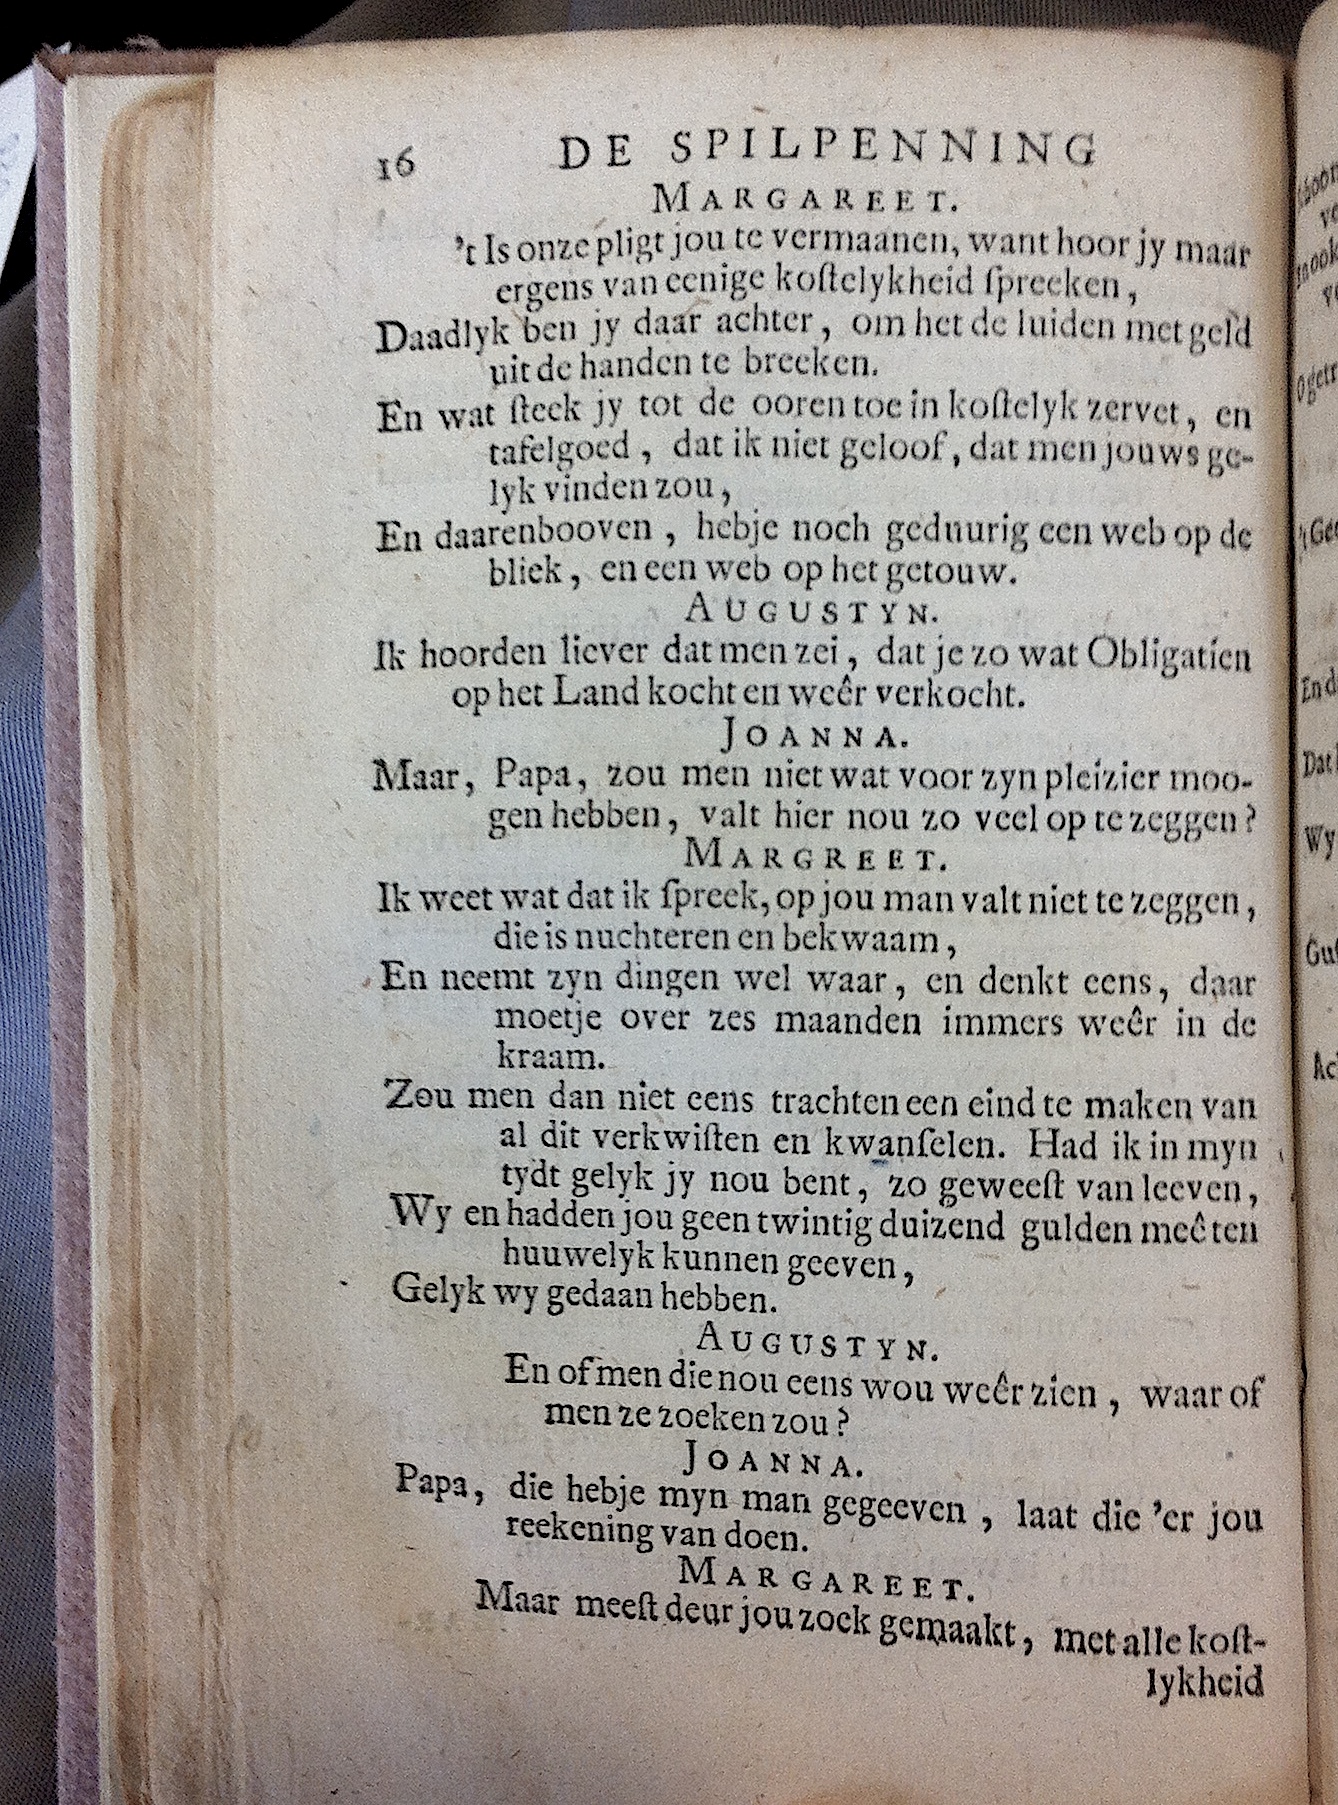 16 DE SPILPENNING
MARGAREET.
't Is onze pligt jou te vermaanen, want hoor jy maar
ergens van eenige koſtelykheid ſpreeken,
Daadlyk ben jy daar achter, om het de luiden met geld
uit de handen te breeken.
En wat ſteek jy tot de ooren toe in koſtelyk zervet, en
tafelgoed, dat ik niet geloof, dat men jouws ge-
lyk vinden zou,
En daarenbooven, hebje noch geduurig een web op de
bliek, en een web op het getouw.
AUGUSTYN.
Ik hoorden liever dat men zei, dat je zo wat Obligatien
op het Land kocht en weêr verkocht.
JOANNA.
Maar, Papa, zou men niet wat voor zyn pleizier moo-
gen hebben, valt hier nou zo veel op te zeggen?
MARGREET.
Ik weet wat dat ik ſpreek, op jou man valt niet te zeggen,
die is nuchteren en bekwaam,
En neemt zyn dingen wel waar, en denkt eens, daar
moetje over zes maanden immers weêr in de
kraam.
Zou men dan niet eens trachten een eind te maken van
al dit verkwiſten en kwanſelen. Had ik in myn
tydt gelyk jy nou bent, zo geweeſt van leeven,
Wy en hadden jou geen twintig duizend gulden meê ten
huuwelyk kunnen geeven,
Gelyk wy gedaan hebben.
AUGUSTYN.
En of men die nou eens wou weêr zien, waar of
men ze zoeken zou?
JOANNA.
Papa, die hebje myn man gegeeven, laat die 'er jou
reekening van doen.
MARGAREET.
Maar meeſt deur jou zoek gemaakt, met alle koſt-
lykheid